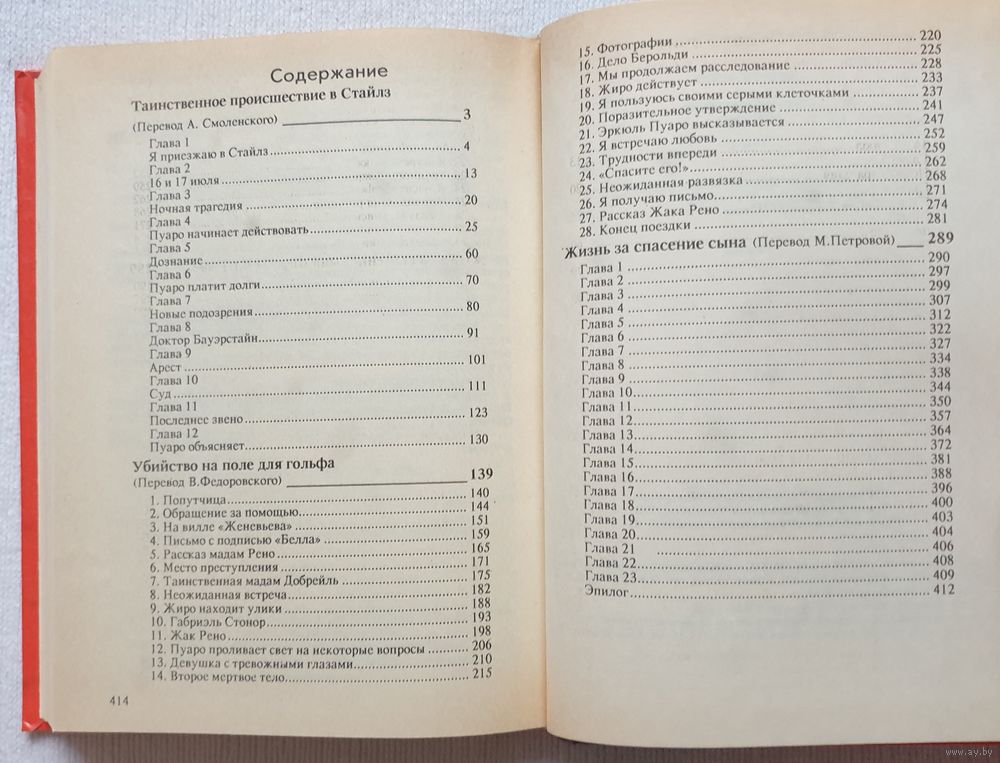 Содержание
Таинственное происшествие в Стайлз
(Перевод А. Смоленского) 3
Глава 1
Я приезжаю в Стайлз 4
Глава 2
16 и 17 июля 13
Глава 3
Ночная трагедия 20
Глава 4
Пуаро начинает действовать 25
Глава 5
Дознание 60
Глава 6
Пуаро платит долги 70
Глава 7
Новые подозрения 80
Глава 8
Доктор Бауэрстайн 91
Глава 9
Арест 101
Глава 10
Суд 111
Глава 11
Последнее звено 123
Глава 12
Пуаро объясняет 130
Убийство на поле для гольфа
(Перевод В.Федоровского) 139
1. Попутчица 140
2. Обращение за помощью 144
3. На вилле «Женевьева» 151
4. Письмо с подписью «Белла» 159
5. Рассказ мадам Рено 165
6. Место преступления 171
7. Таинственная мадам Добрейль 175
8. Неожиданная встреча 182
9. Жиро находит улики 188
10. Габриэль Стонор 193
11. Жак Рено 198
12. Пуаро проливает свет на некоторые вопросы 206
13. Девушка с тревожными глазами 210
14. Второе мертвое тело 215
414
15. Фотографии 220
16. Дело Берольди 225
17. Мы продолжаем расследование 228
18. Жиро действует 233
19. Я пользуюсь своими серыми клеточками 237
20. Поразительное утверждение 241
21. Эркюль Пуаро высказывается 247
22. Я встречаю любовь 252
23. Трудности впереди 259
24. «Спасите его!» 262
25. Неожиданная развязка 268
26. Я получаю письмо 271
27. Рассказ Жака Рено 274
28. Конец поездки 281
Жизнь за спасение сына (Перевод М.Петровой) 289
Глава 1 290
Глава 2 297
Глава 3 299
Глава 4 307
Глава 5 312
Глава 6 322
Глава 7 327
Глава 8 334
Глава 9 338
Глава 10 344
Глава 11 350
Глава 12 357
Глава 13 364
Глава 14 372
Глава 15 381
Глава 16 388
Глава 17 396
Глава 18 400
Глава 19 403
Глава 20 404
Глава 21 406
Глава 22 408
Глава 23 409
Эпилог 412
www.ay.by